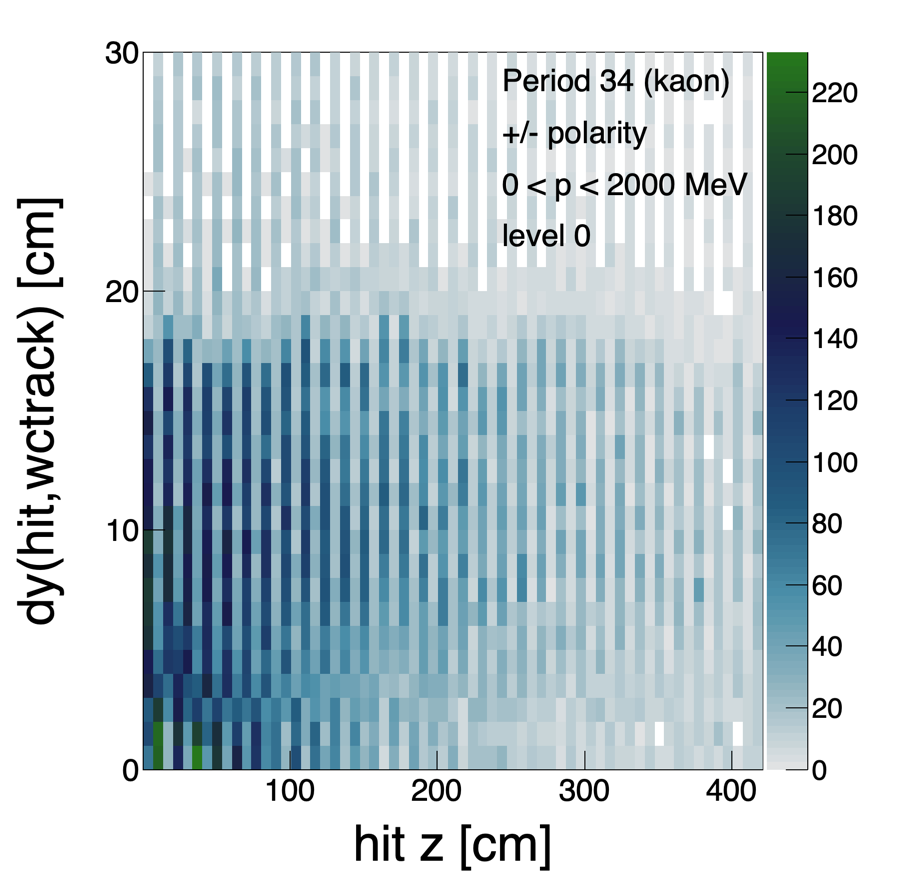 30
20
10
0
dy(hit,wctrack) [cm]
Period 34 (kaon)
+/- polarity
0 < p < 2000 MeV
level 0
220
200
180
160
140
120
100
80
60
40
20
0
100 200 300 400
hit z [cm]